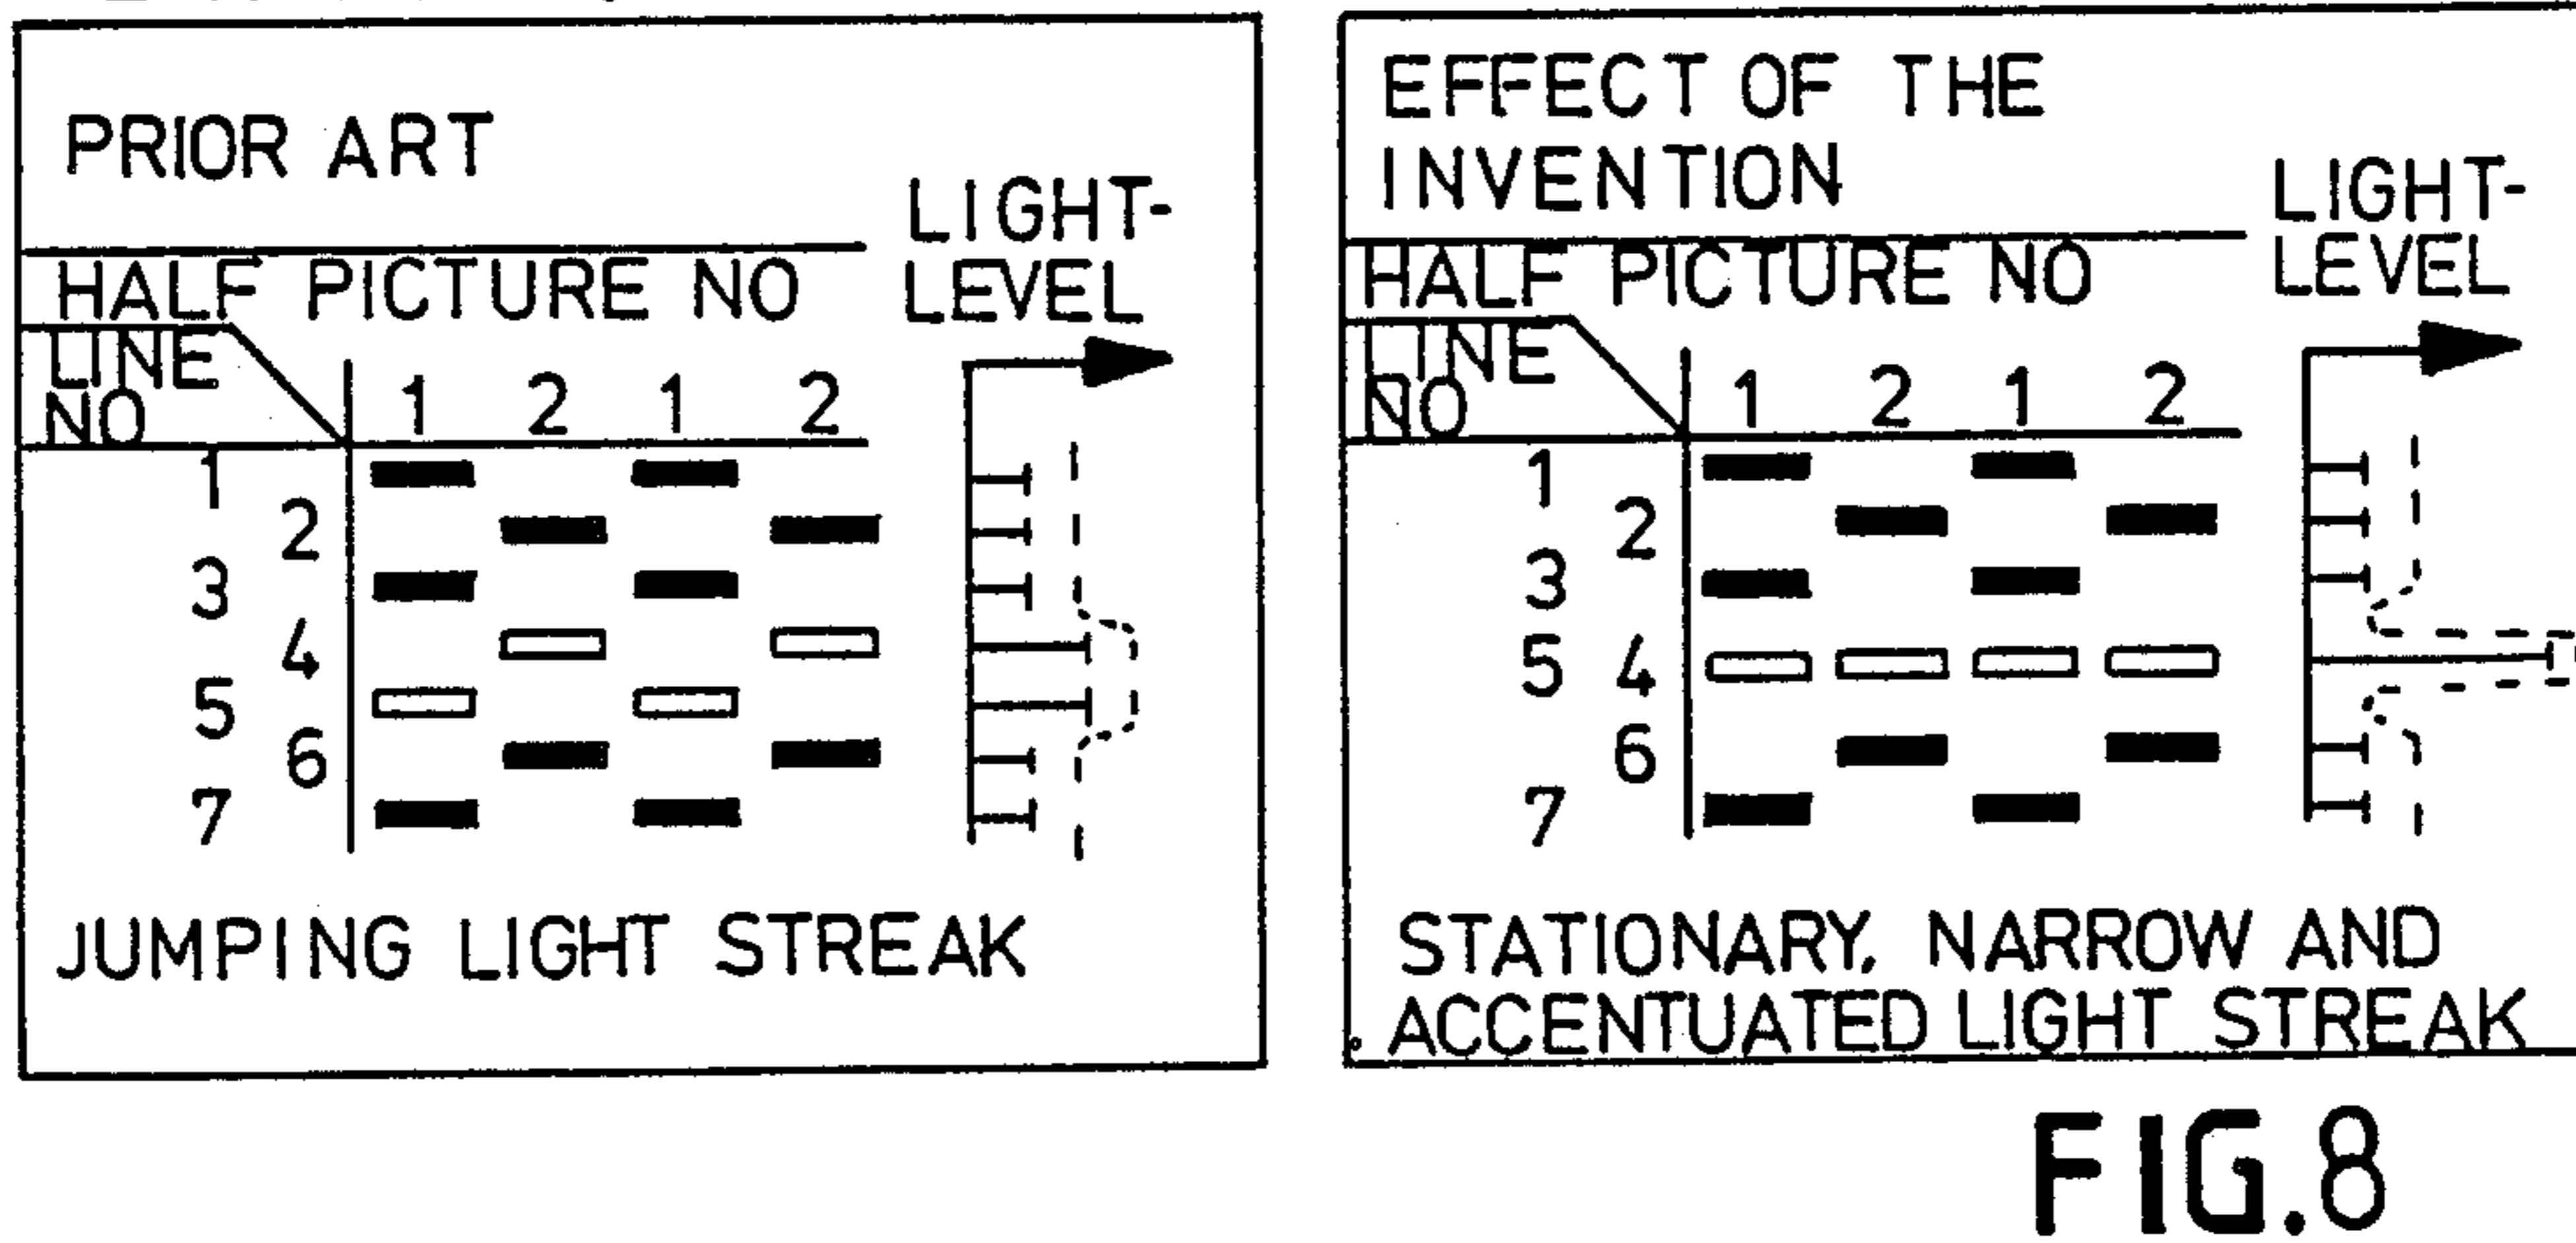 PRIOR ART
LIGHT-
LEVEL
HALF PICTURE NO
LINE
NO
1 2 1 2
1
2
3
4
5
6
7
JUMPING LIGHT STREAK
EFFECT OF THE
INVENTION
LIGHT-
LEVEL
HALF PICTURE NO
LINE
NO
1 2 1 2
1
2
3
5 4
6
7
STATIONARY, NARROW AND
ACCENTUATED LIGHT STREAK
FIG.8